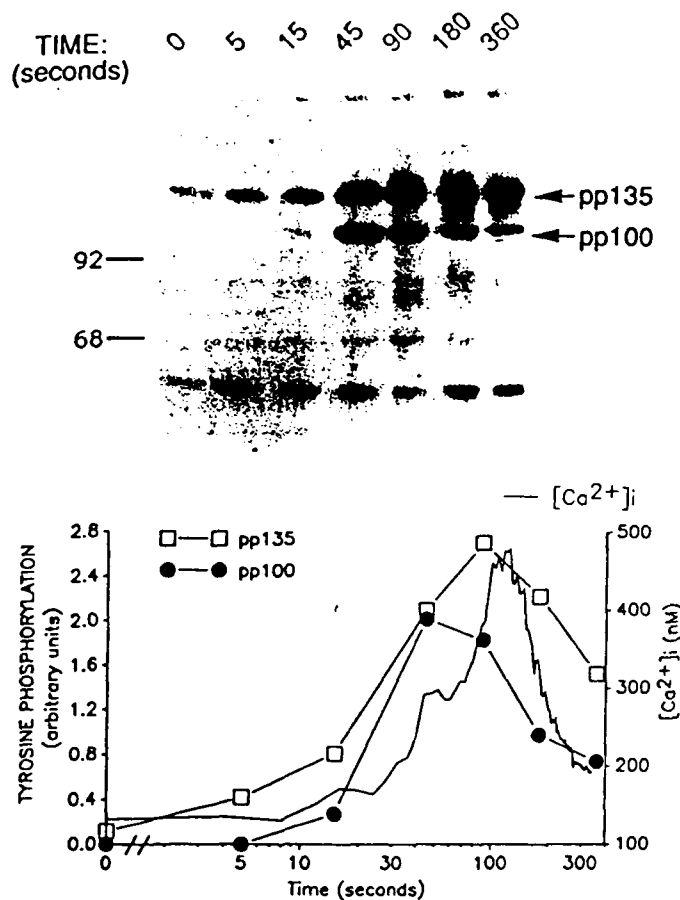 TIME: 0 5 15 45 90 180 360
(seconds)
pp135
pp100
92
68
[Ca2+]i
pp135
pp100
TYROSINE PHOSPHORYLATION
(arbitrary units)
2.8
2.4
2.0
1.6
1.2
0.8
0.4
0.0
500
400
300
200
100
[Ca2+]i (nM)
0 5 10 30 100 300
Time (seconds)